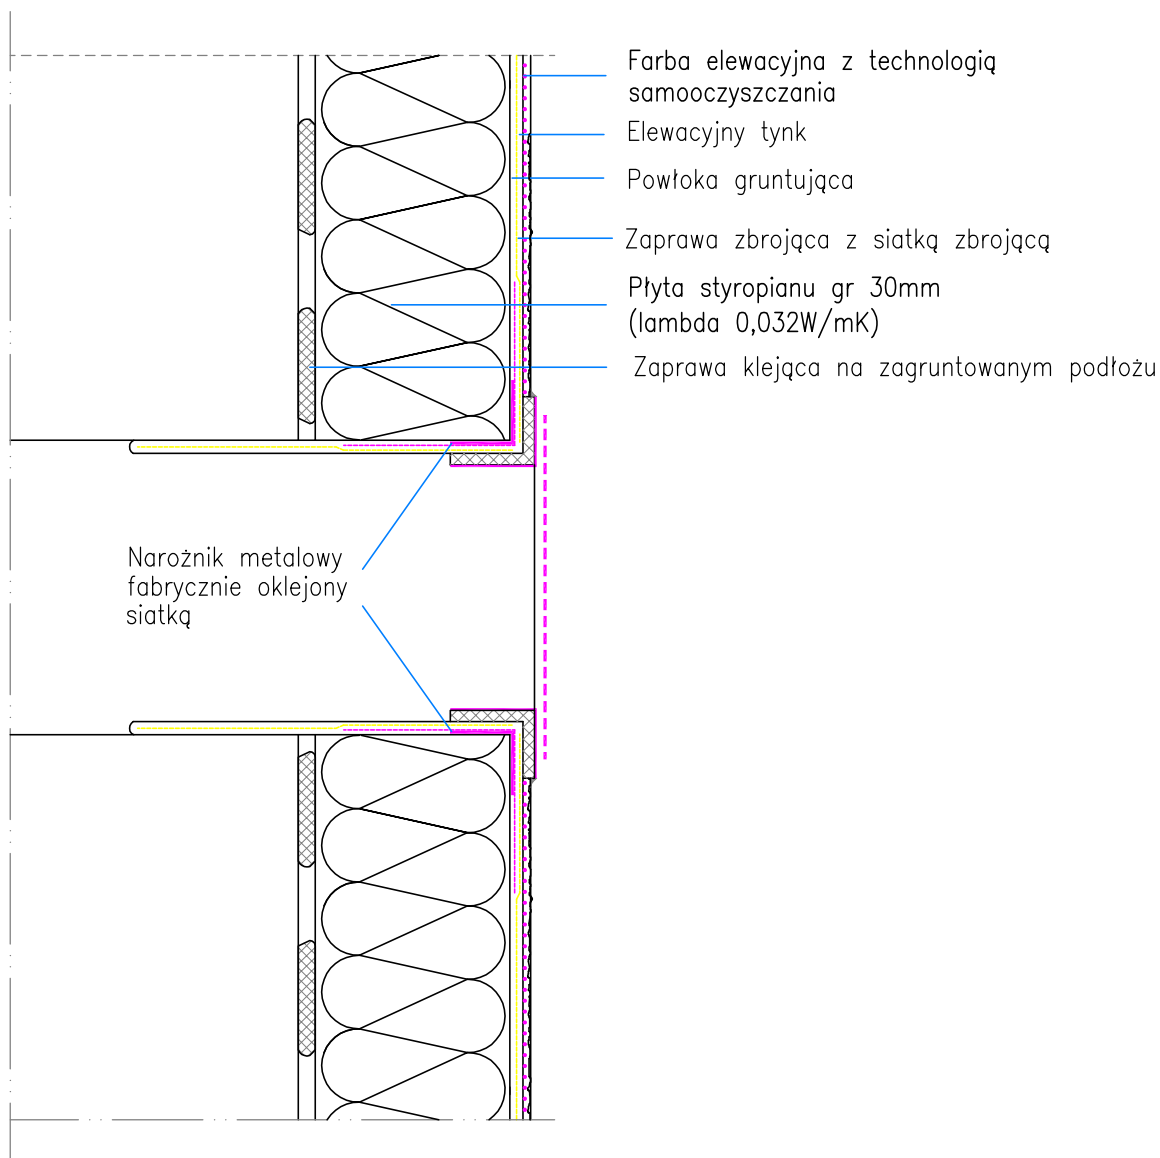 Farba elewacyjna z technologią
samooczyszczania
Elewacyjny tynk
Powłoka gruntująca
Zaprawa zbrojąca z siatką zbrojącą
Płyta styropianu gr 30mm
(lambda 0,032W/mK)
Zaprawa klejąca na zagruntowanym podłożu
Narożnik metalowy
fabrycznie oklejony
siatką